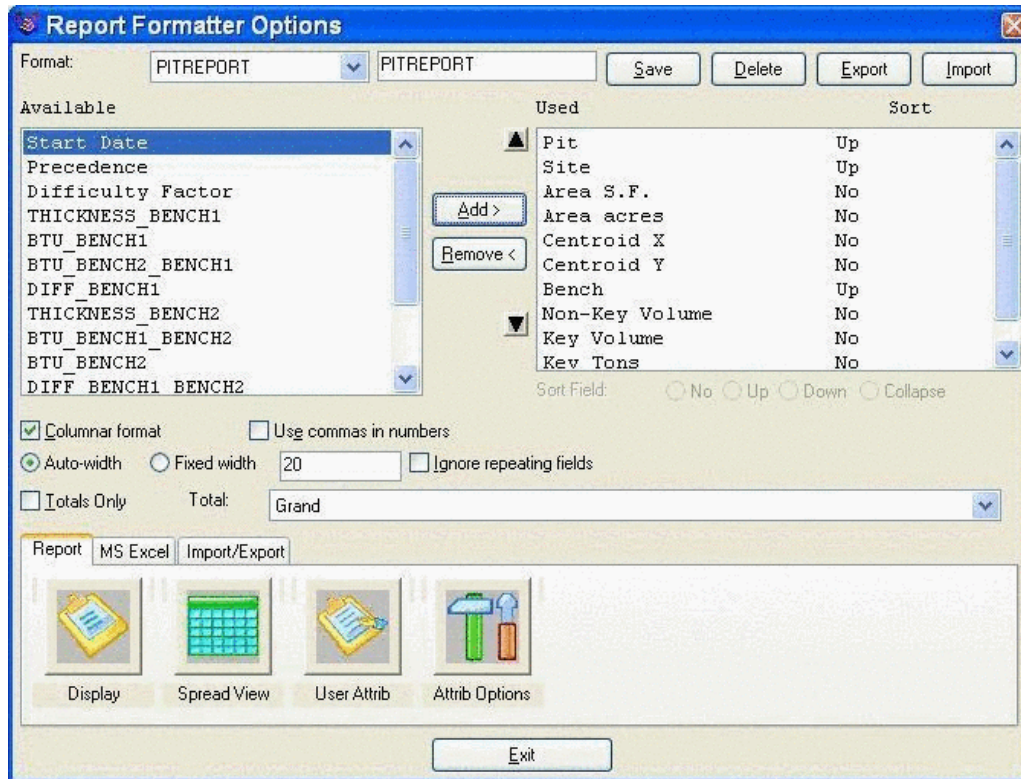 Report Formatter Options
Format: PITREPORT PITREPORT Save Delete Export Import
Available Used Sort
Start Date
Precedence
Difficulty Factor
THICKNESS_BENCH1
BTU_BENCH1
BTU_BENCH2_BENCH1
DIFF_BENCH1
THICKNESS_BENCH2
BTU_BENCH1_BENCH2
BTU_BENCH2
DIFF_BENCH1_BENCH2
Add >
Remove <
Pit Up
Site Up
Area S.F. No
Area acres No
Centroid X No
Centroid Y No
Bench Up
Non-Key Volume No
Key Volume No
Key Tons No
Sort Field: No Up Down Collapse
Columnar format Use commas in numbers
Auto-width Fixed width 20 Ignore repeating fields
Totals Only Total: Grand
Report MS Excel Import/Export
Display Spread View User Attrib Attrib Options
Exit